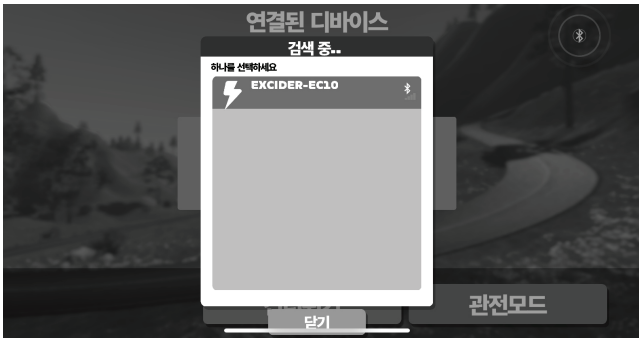 연결된 디바이스
검색 중..
하나를 선택하세요
EXCIDER-EC10
관전모드
닫기